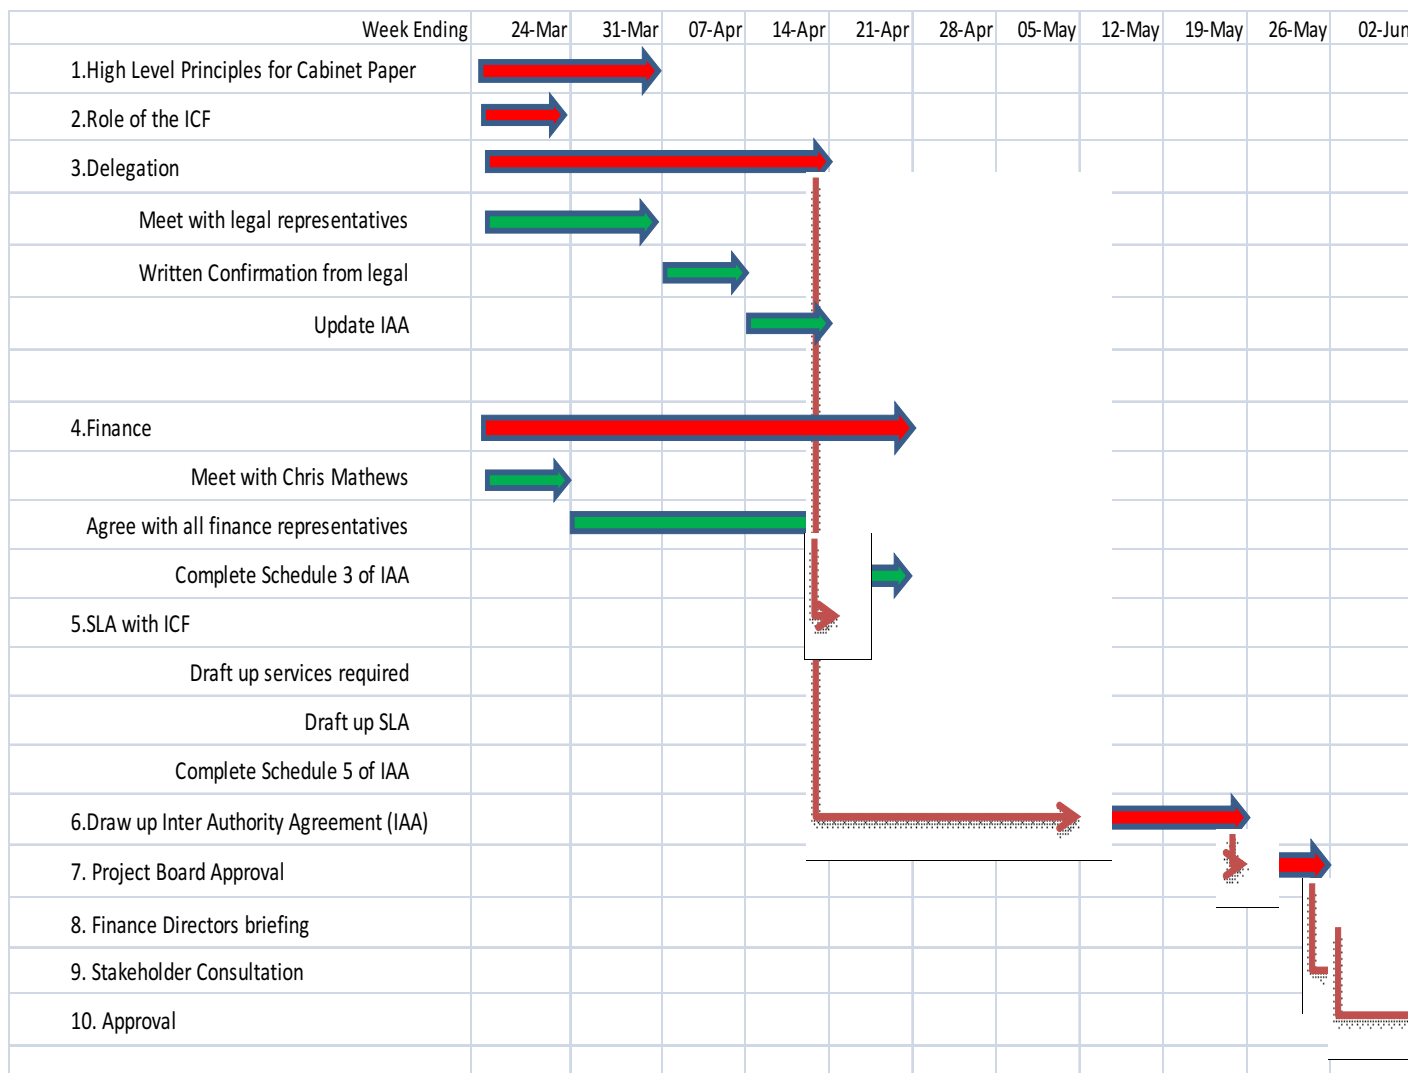 Week Ending 24-Mar 31-Mar 07-Apr 14-Apr 21-Apr 28-Apr 05-May 12-May 19-May 26-May 02-Jun
1.High Level Principles for Cabinet Paper
2.Role of the ICF
3.Delegation
Meet with legal representatives
Written Confirmation from legal
Update IAA
4.Finance
Meet with Chris Mathews
Agree with all finance representatives
Complete Schedule 3 of IAA
5.SLA with ICF
Draft up services required
Draft up SLA
Complete Schedule 5 of IAA
6.Draw up Inter Authority Agreement (IAA)
7. Project Board Approval
8. Finance Directors briefing
9. Stakeholder Consultation
10. Approval